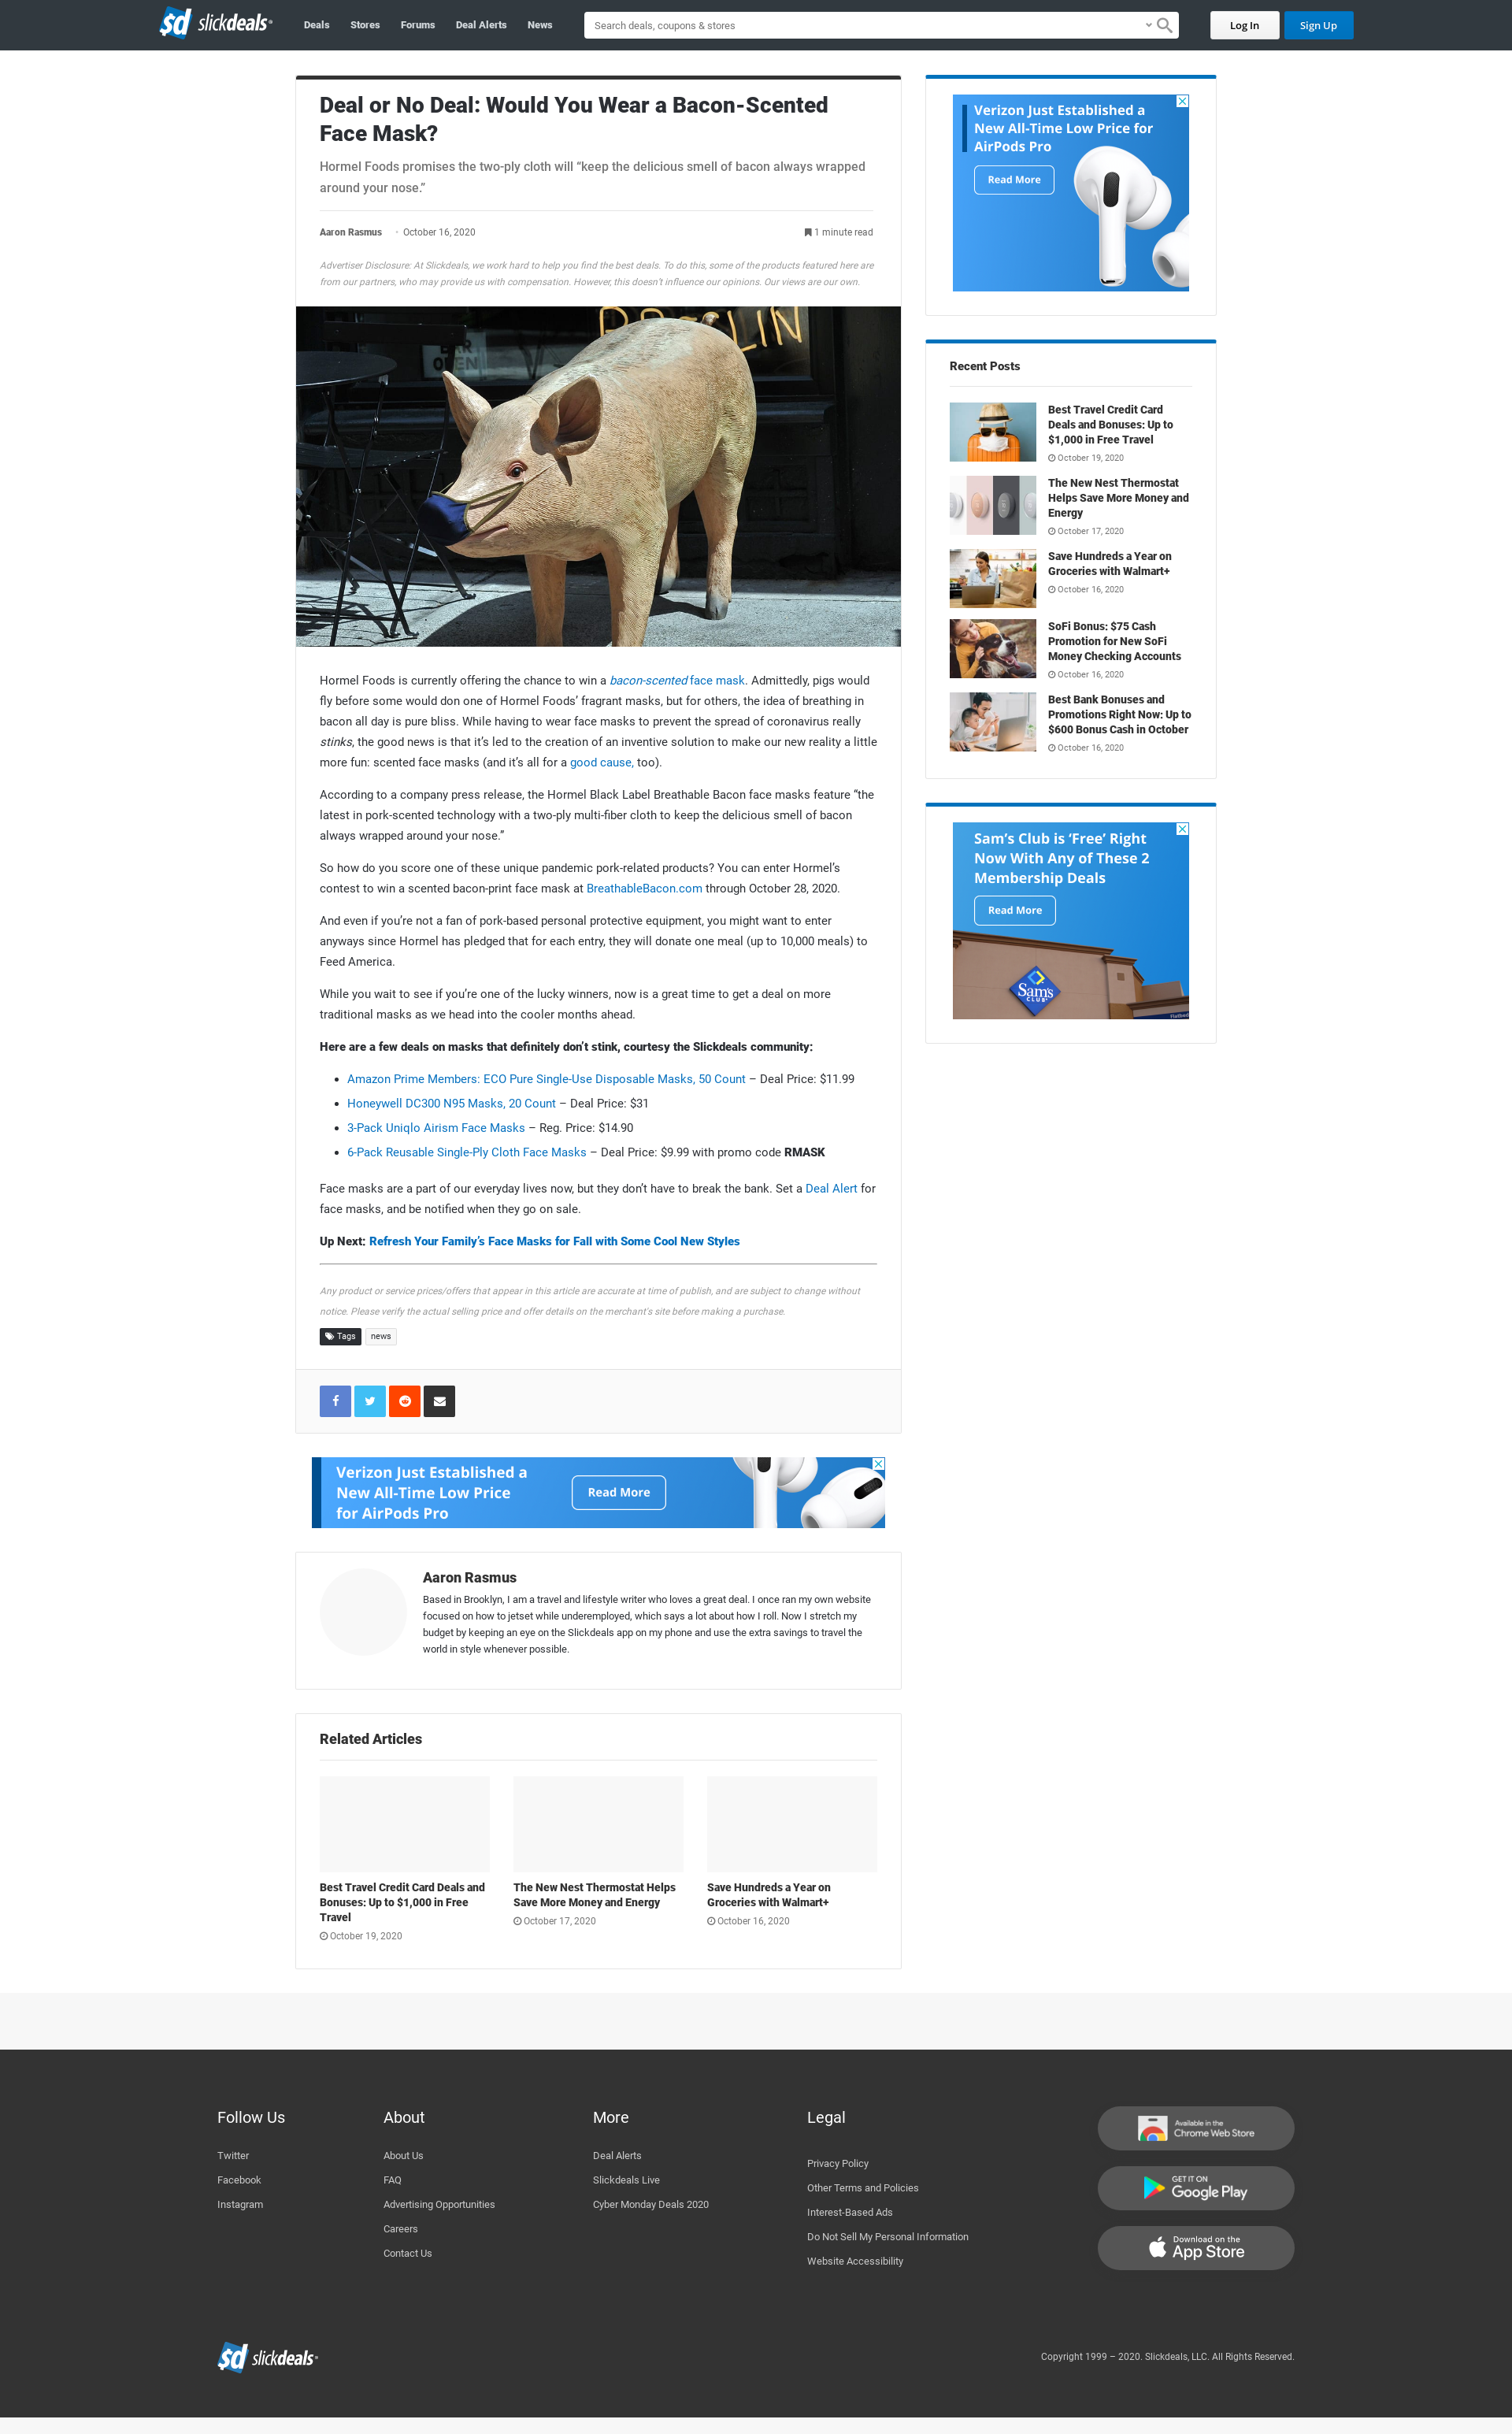 slickdeals
Deals
Stores
Forums
Deal Alerts
News
Search deals, coupons & stores
Log In
Sign Up
Deal or No Deal: Would You Wear a Bacon-Scented
Face Mask?
Hormel Foods promises the two-ply cloth will “keep the delicious smell of bacon always wrapped
around your nose.”
Aaron Rasmus
October 16, 2020
1 minute read
Advertiser Disclosure: At Slickdeals, we work hard to help you find the best deals. To do this, some of the products featured here are
from our partners, who may provide us with compensation. However, this doesn’t influence our opinions. Our views are our own.
BAR
OPEN
Hormel Foods is currently offering the chance to win a bacon-scented face mask. Admittedly, pigs would
fly before some would don one of Hormel Foods’ fragrant masks, but for others, the idea of breathing in
bacon all day is pure bliss. While having to wear face masks to prevent the spread of coronavirus really
stinks, the good news is that it’s led to the creation of an inventive solution to make our new reality a little
more fun: scented face masks (and it’s all for a good cause, too).
According to a company press release, the Hormel Black Label Breathable Bacon face masks feature “the
latest in pork-scented technology with a two-ply multi-fiber cloth to keep the delicious smell of bacon
always wrapped around your nose.”
So how do you score one of these unique pandemic pork-related products? You can enter Hormel’s
contest to win a scented bacon-print face mask at BreathableBacon.com through October 28, 2020.
And even if you’re not a fan of pork-based personal protective equipment, you might want to enter
anyways since Hormel has pledged that for each entry, they will donate one meal (up to 10,000 meals) to
Feed America.
While you wait to see if you’re one of the lucky winners, now is a great time to get a deal on more
traditional masks as we head into the cooler months ahead.
Here are a few deals on masks that definitely don’t stink, courtesy the Slickdeals community:
Amazon Prime Members: ECO Pure Single-Use Disposable Masks, 50 Count – Deal Price: $11.99
Honeywell DC300 N95 Masks, 20 Count – Deal Price: $31
3-Pack Uniqlo Airism Face Masks – Reg. Price: $14.90
6-Pack Reusable Single-Ply Cloth Face Masks – Deal Price: $9.99 with promo code RMASK
Face masks are a part of our everyday lives now, but they don’t have to break the bank. Set a Deal Alert for
face masks, and be notified when they go on sale.
Up Next: Refresh Your Family’s Face Masks for Fall with Some Cool New Styles
Any product or service prices/offers that appear in this article are accurate at time of publish, and are subject to change without
notice. Please verify the actual selling price and offer details on the merchant's site before making a purchase.
Tags
news
Verizon Just Established a
New All-Time Low Price
for AirPods Pro
Read More
Aaron Rasmus
Based in Brooklyn, I am a travel and lifestyle writer who loves a great deal. I once ran my own website
focused on how to jetset while underemployed, which says a lot about how I roll. Now I stretch my
budget by keeping an eye on the Slickdeals app on my phone and use the extra savings to travel the
world in style whenever possible.
Related Articles
Best Travel Credit Card Deals and
Bonuses: Up to $1,000 in Free
Travel
October 19, 2020
The New Nest Thermostat Helps
Save More Money and Energy
October 17, 2020
Save Hundreds a Year on
Groceries with Walmart+
October 16, 2020
Verizon Just Established a
New All-Time Low Price for
AirPods Pro
Read More
Recent Posts
Best Travel Credit Card
Deals and Bonuses: Up to
$1,000 in Free Travel
October 19, 2020
The New Nest Thermostat
Helps Save More Money and
Energy
October 17, 2020
Save Hundreds a Year on
Groceries with Walmart+
October 16, 2020
SoFi Bonus: $75 Cash
Promotion for New SoFi
Money Checking Accounts
October 16, 2020
Best Bank Bonuses and
Promotions Right Now: Up to
$600 Bonus Cash in October
October 16, 2020
Sam’s Club is ‘Free’ Right
Now With Any of These 2
Membership Deals
Read More
Sam's
CLUB
Follow Us
Twitter
Facebook
Instagram
About
About Us
FAQ
Advertising Opportunities
Careers
Contact Us
More
Deal Alerts
Slickdeals Live
Cyber Monday Deals 2020
Legal
Privacy Policy
Other Terms and Policies
Interest-Based Ads
Do Not Sell My Personal Information
Website Accessibility
Available in the
Chrome Web Store
GET IT ON
Google Play
Download on the
App Store
slickdeals
Copyright 1999 – 2020. Slickdeals, LLC. All Rights Reserved.